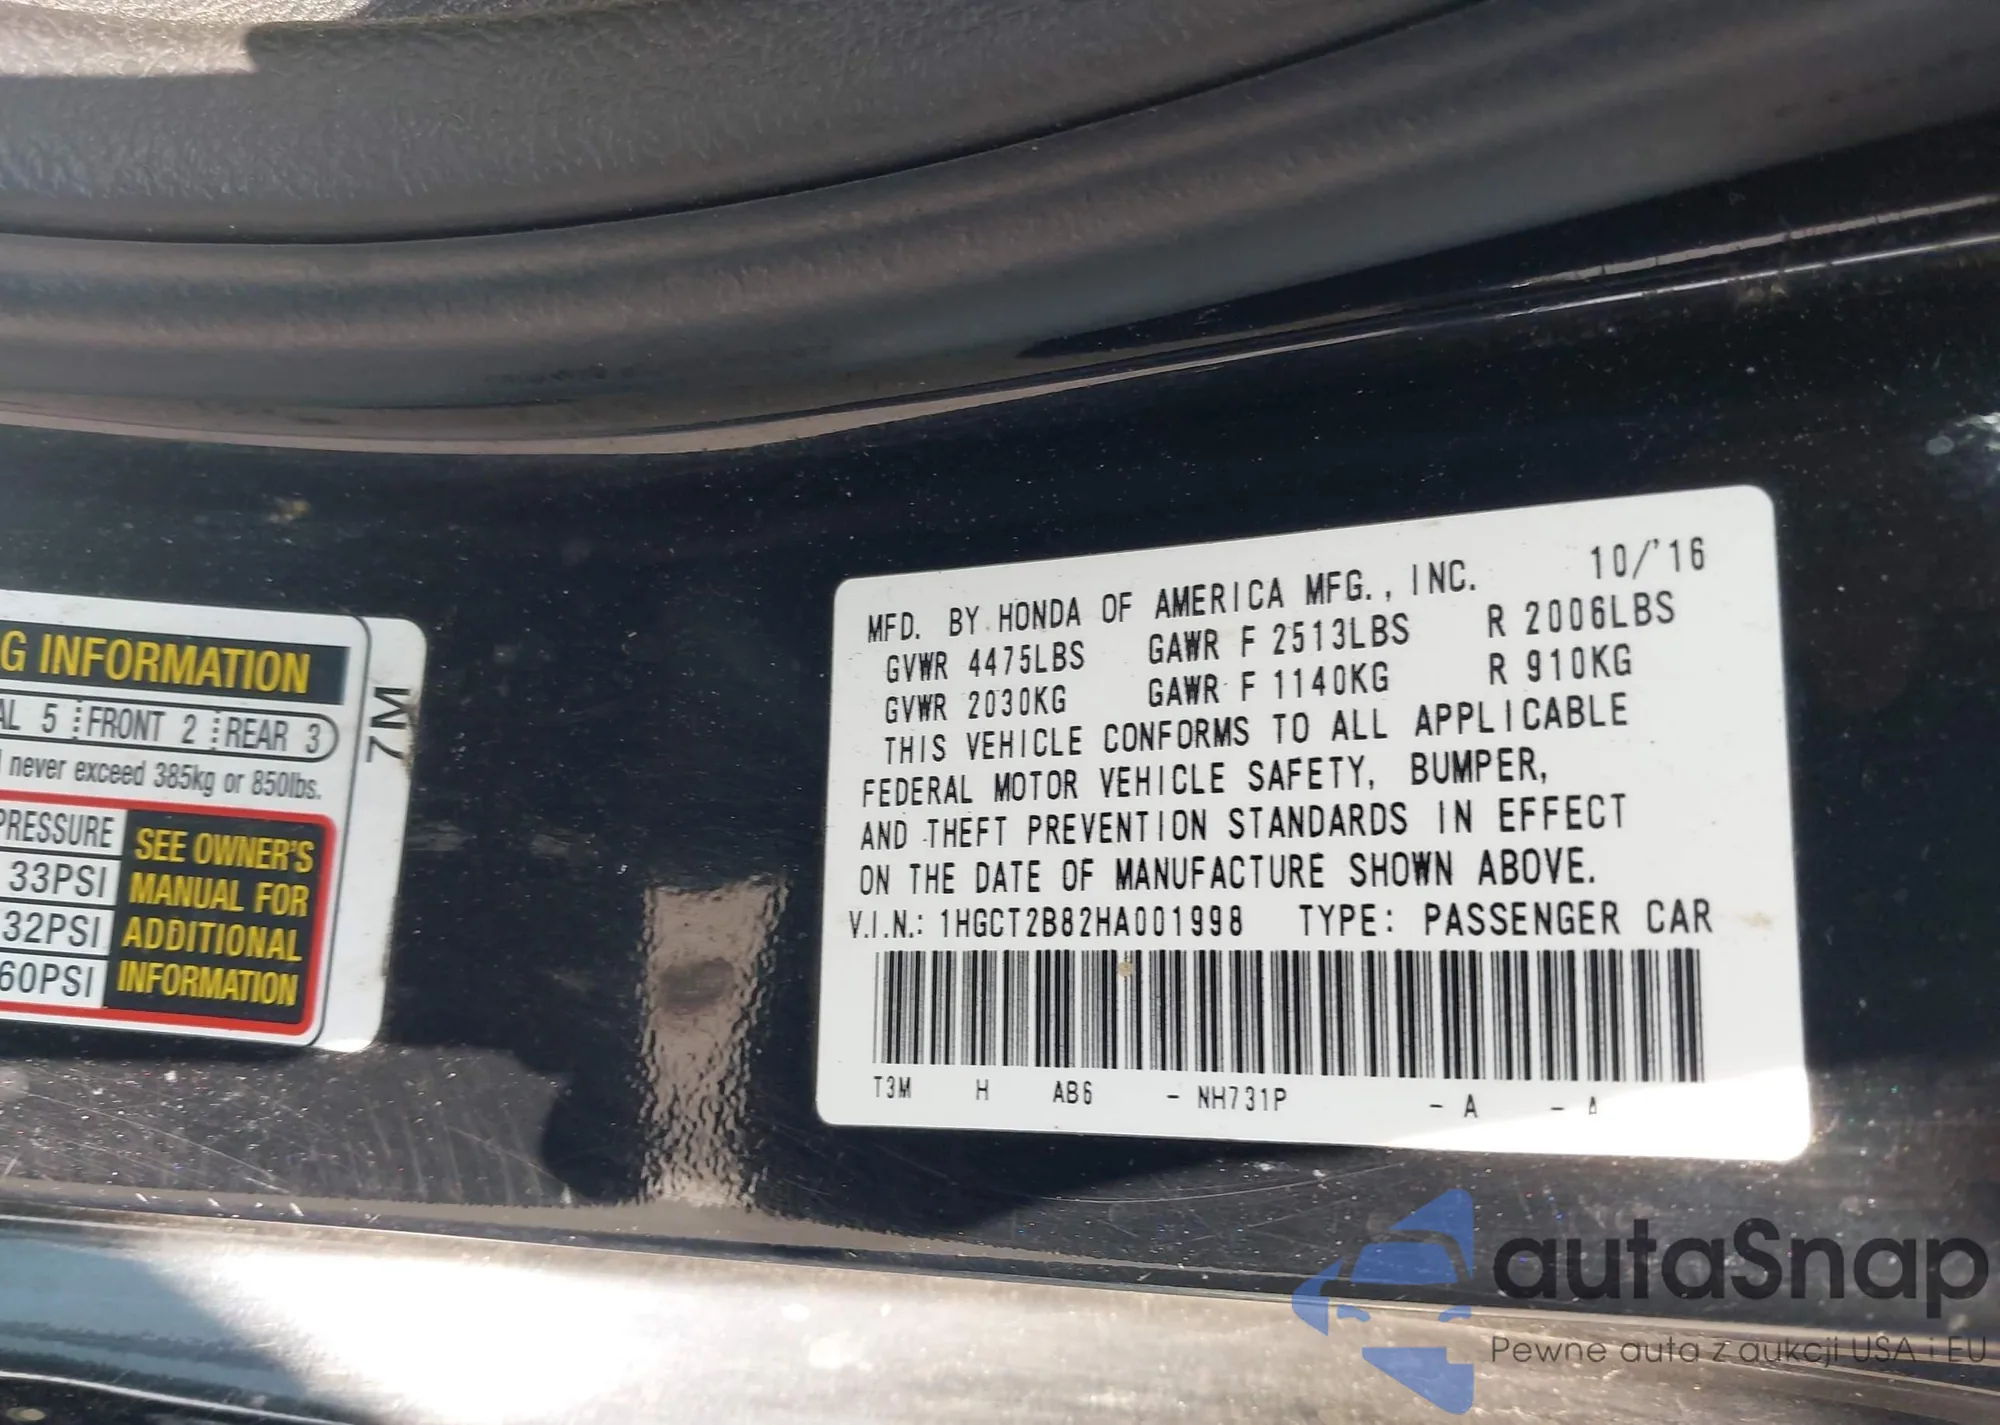 G INFORMATION
AL 5 FRONT 2 REAR 3
never exceed 385kg or 850lbs.
PRESSURE
33PSI
32PSI
60PSI
SEE OWNER'S
MANUAL FOR
ADDITIONAL
INFORMATION
7M
MFD. BY HONDA OF AMERICA MFG., INC. 10/'16
GVWR 4475LBS GAWR F 2513LBS R 2006LBS
GVWR 2030KG GAWR F 1140KG R 910KG
THIS VEHICLE CONFORMS TO ALL APPLICABLE
FEDERAL MOTOR VEHICLE SAFETY, BUMPER,
AND THEFT PREVENTION STANDARDS IN EFFECT
ON THE DATE OF MANUFACTURE SHOWN ABOVE.
V.I.N.: 1HGCT2B82HA001998 TYPE: PASSENGER CAR
T3M H AB6 - NH731P - A - A
autaSnap
Pewne auta z aukcji USA i EU